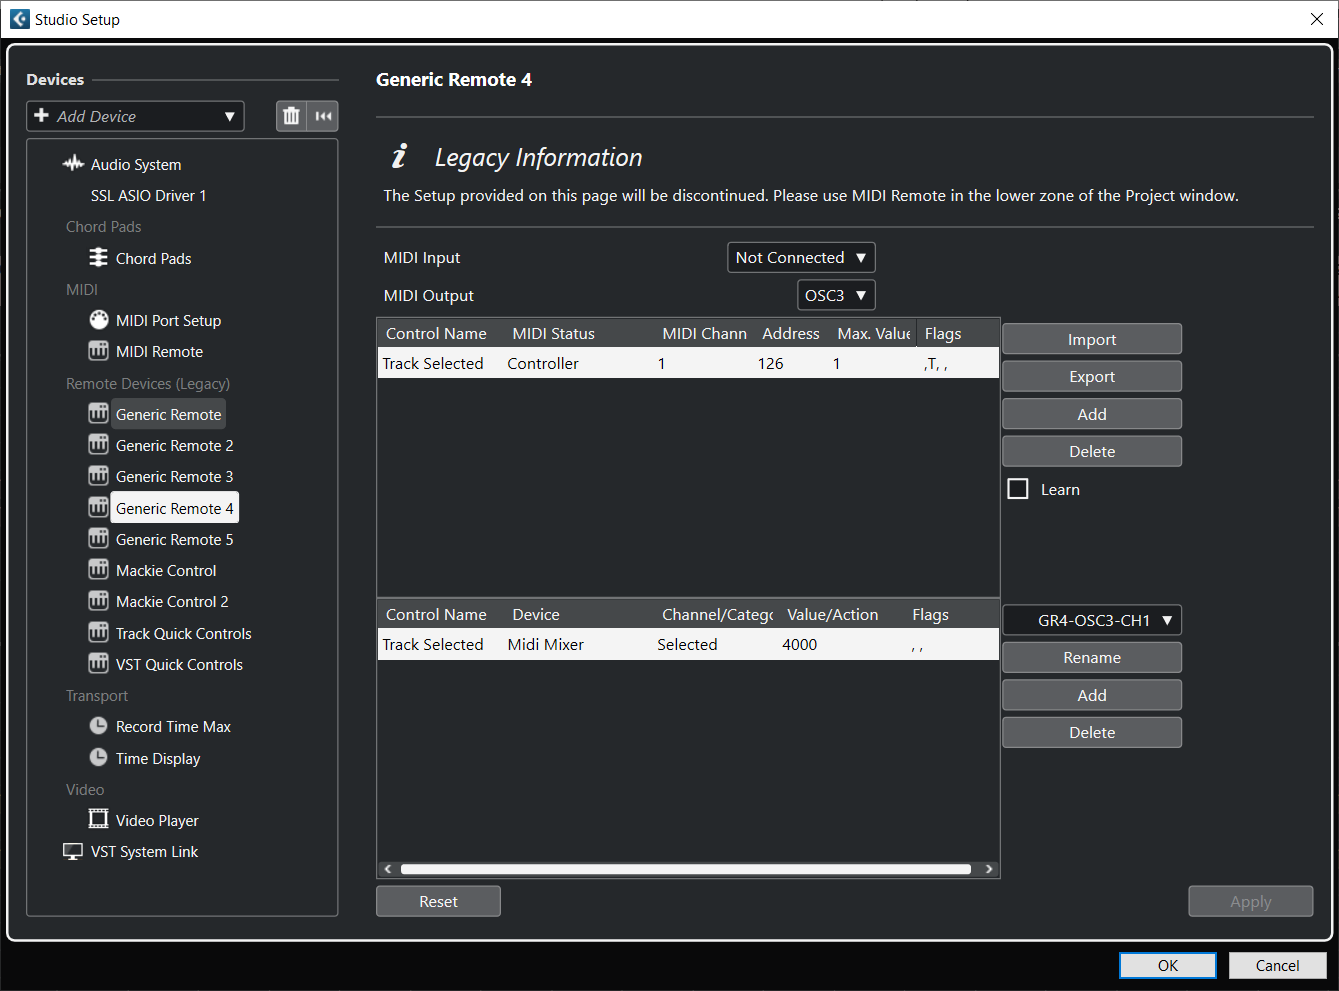 Studio Setup
Devices
Add Device
Audio System
SSL ASIO Driver 1
Chord Pads
Chord Pads
MIDI
MIDI Port Setup
MIDI Remote
Remote Devices (Legacy)
Generic Remote
Generic Remote 2
Generic Remote 3
Generic Remote 4
Generic Remote 5
Mackie Control
Mackie Control 2
Track Quick Controls
VST Quick Controls
Transport
Record Time Max
Time Display
Video
Video Player
VST System Link
Generic Remote 4
i Legacy Information
The Setup provided on this page will be discontinued. Please use MIDI Remote in the lower zone of the Project window.
MIDI Input Not Connected
MIDI Output OSC3
Control Name MIDI Status MIDI Chann Address Max. Value Flags
Track Selected Controller 1 126 1 ,T, ,
Import
Export
Add
Delete
Learn
Control Name Device Channel/Catego Value/Action Flags
Track Selected Midi Mixer Selected 4000 , ,
GR4-OSC3-CH1
Rename
Add
Delete
Reset
Apply
OK Cancel